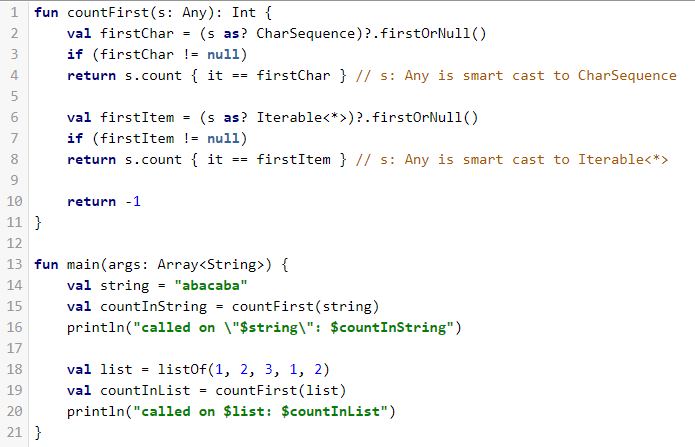 1 fun countFirst(s: Any): Int {
2     val firstChar = (s as? CharSequence)?.firstOrNull()
3     if (firstChar != null)
4     return s.count { it == firstChar } // s: Any is smart cast to CharSequence
5
6     val firstItem = (s as? Iterable<*>)?.firstOrNull()
7     if (firstItem != null)
8     return s.count { it == firstItem } // s: Any is smart cast to Iterable<*>
9
10     return -1
11 }
12
13 fun main(args: Array<String>) {
14     val string = "abacaba"
15     val countInString = countFirst(string)
16     println("called on \"$string\": $countInString")
17
18     val list = listOf(1, 2, 3, 1, 2)
19     val countInList = countFirst(list)
20     println("called on $list: $countInList")
21 }